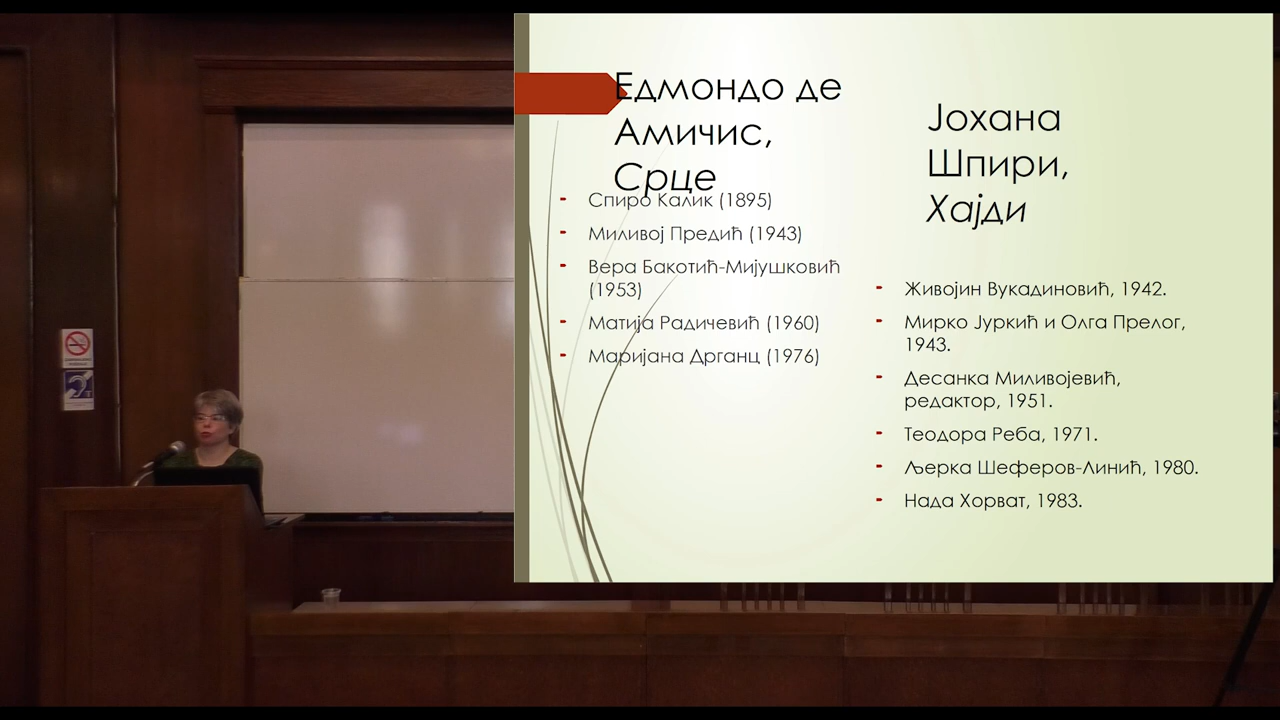 Едмондо де
Амичис,
Срце
Спиро Калик (1895)
Миливој Предић (1943)
Вера Бакотић-Мијушковић
(1953)
Матија Радичевић (1960)
Маријана Дрганц (1976)
Јохана
Шпири,
Хајди
Живојин Вукадиновић, 1942.
Мирко Јуркић и Олга Прелог,
1943.
Десанка Миливојевић,
редактор, 1951.
Теодора Реба, 1971.
Љерка Шеферов-Линић, 1980.
Нада Хорват, 1983.